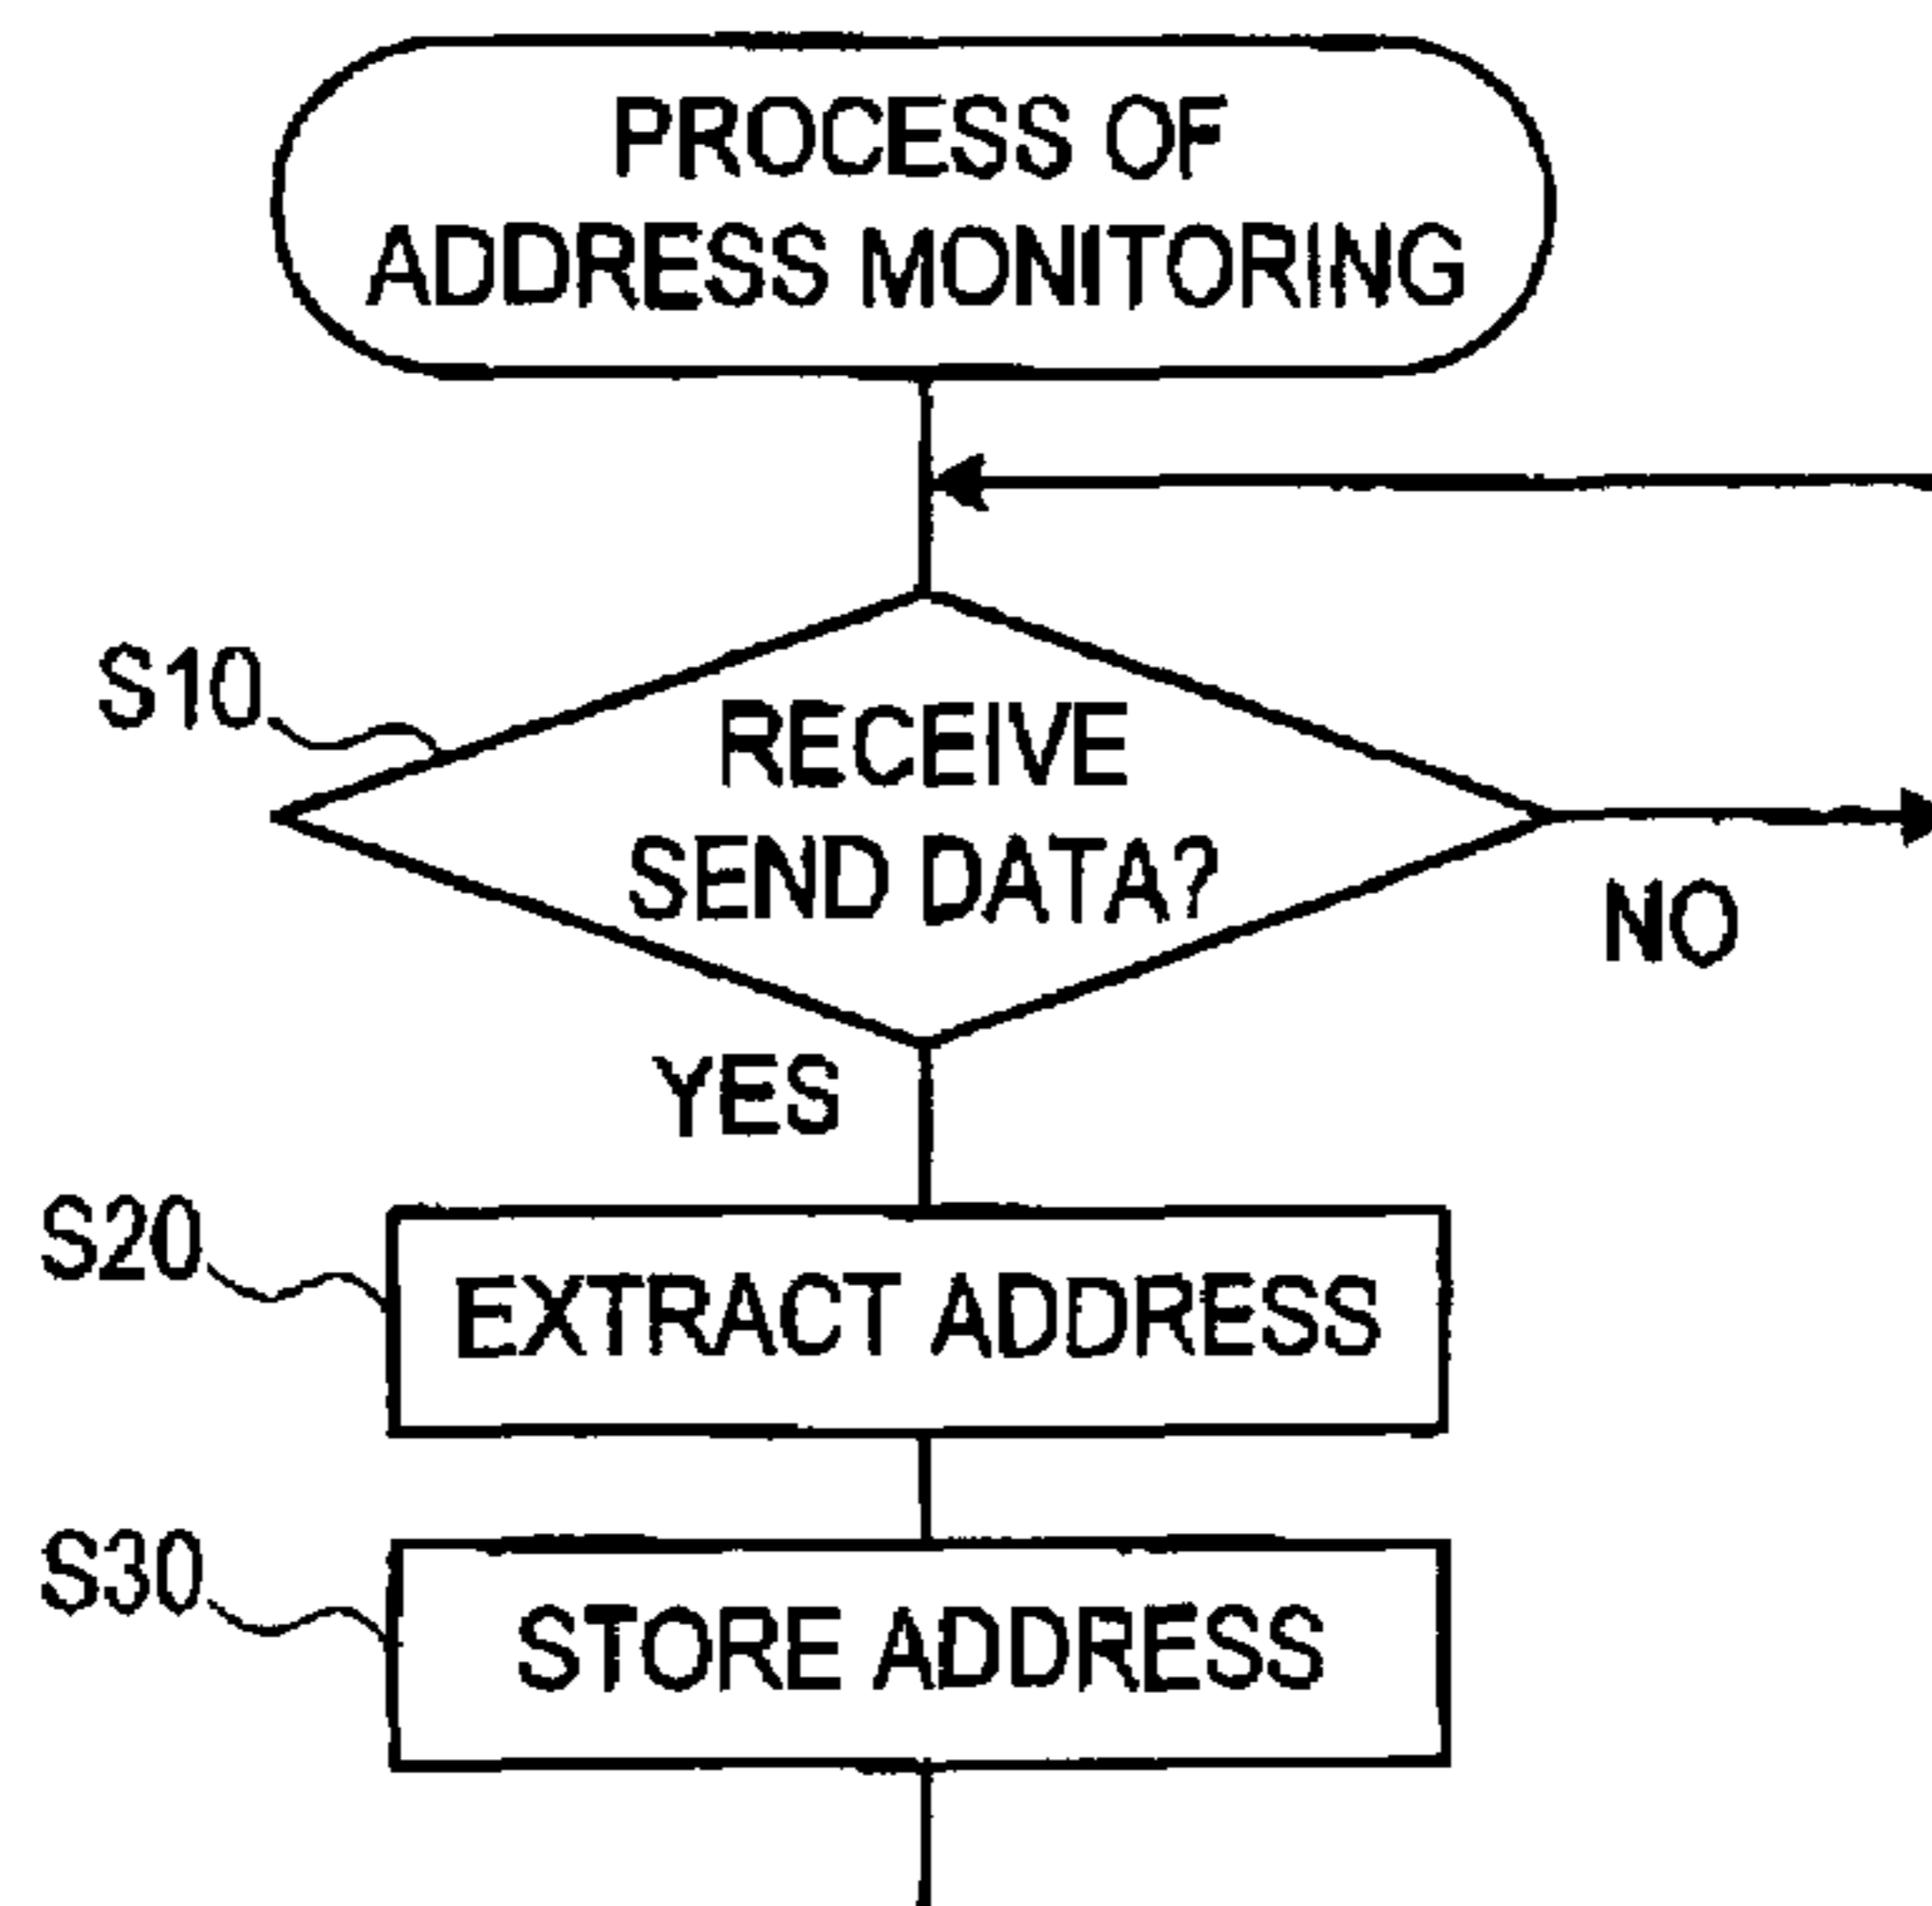 PROCESS OF
ADDRESS MONITORING
S10
RECEIVE
SEND DATA?
NO
YES
S20
EXTRACT ADDRESS
S30
STORE ADDRESS